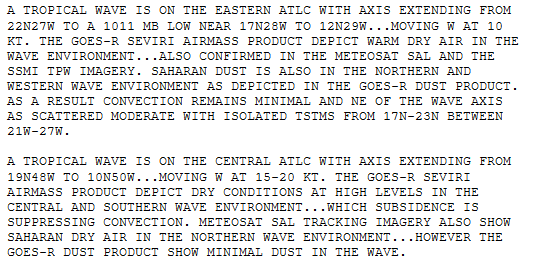 A TROPICAL WAVE IS ON THE EASTERN ATLC WITH AXIS EXTENDING FROM
22N27W TO A 1011 MB LOW NEAR 17N28W TO 12N29W...MOVING W AT 10
KT. THE GOES-R SEVIRI AIRMASS PRODUCT DEPICT WARM DRY AIR IN THE
WAVE ENVIRONMENT...ALSO CONFIRMED IN THE METEOSAT SAL AND THE
SSMI TPW IMAGERY. SAHARAN DUST IS ALSO IN THE NORTHERN AND
WESTERN WAVE ENVIRONMENT AS DEPICTED IN THE GOES-R DUST PRODUCT.
AS A RESULT CONVECTION REMAINS MINIMAL AND NE OF THE WAVE AXIS
AS SCATTERED MODERATE WITH ISOLATED TSTMS FROM 17N-23N BETWEEN
21W-27W.
A TROPICAL WAVE IS ON THE CENTRAL ATLC WITH AXIS EXTENDING FROM
19N48W TO 10N50W...MOVING W AT 15-20 KT. THE GOES-R SEVIRI
AIRMASS PRODUCT DEPICT DRY CONDITIONS AT HIGH LEVELS IN THE
CENTRAL AND SOUTHERN WAVE ENVIRONMENT...WHICH SUBSIDENCE IS
SUPPRESSING CONVECTION. METEOSAT SAL TRACKING IMAGERY ALSO SHOW
SAHARAN DRY AIR IN THE NORTHERN WAVE ENVIRONMENT...HOWEVER THE
GOES-R DUST PRODUCT SHOW MINIMAL DUST IN THE WAVE.